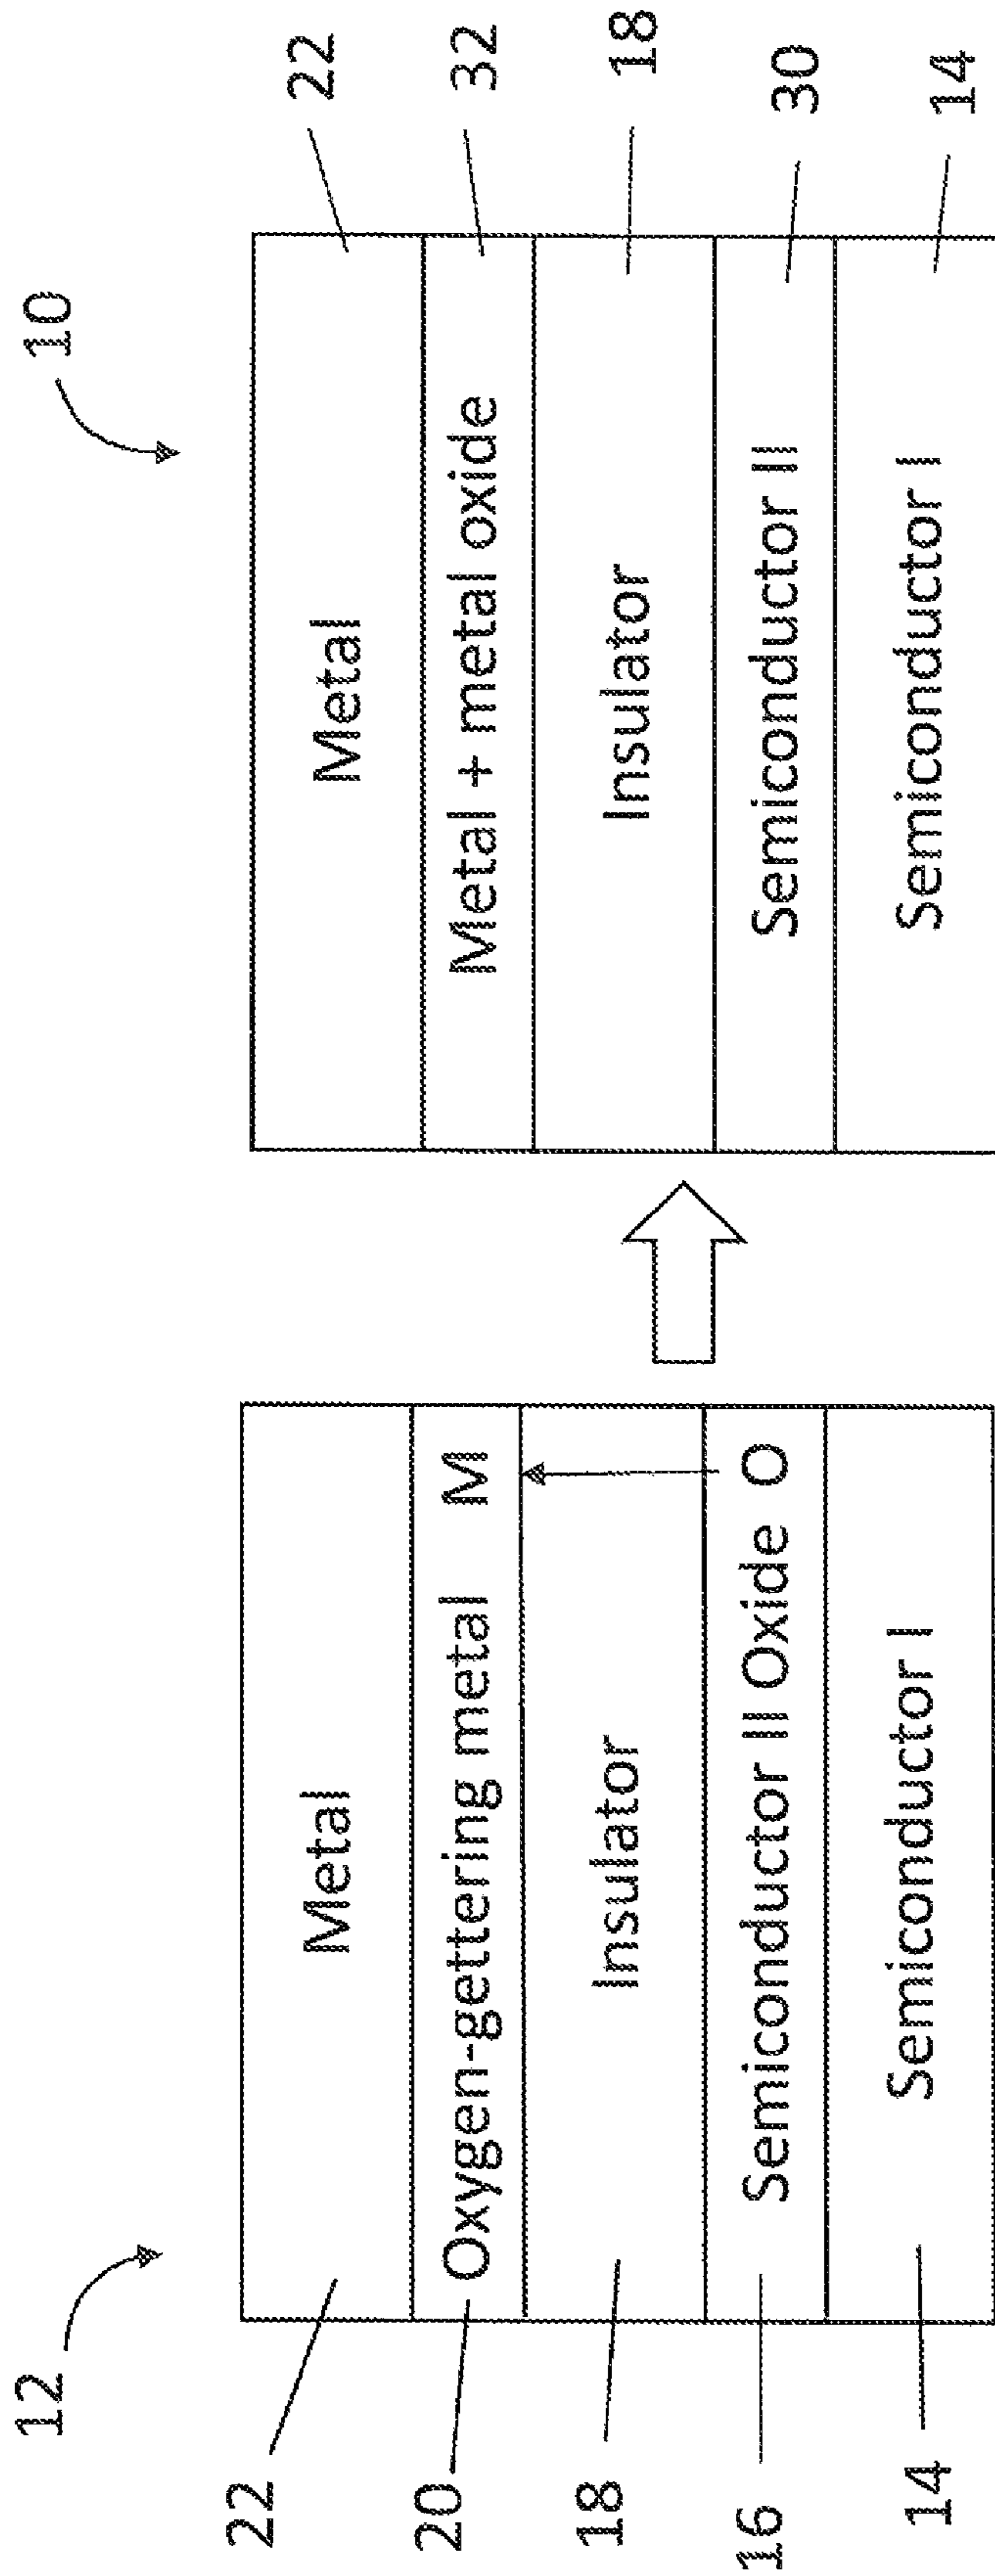 12
22
Metal
20
Oxygen-gettering metal M
18
Insulator
16
Semiconductor II Oxide O
14
Semiconductor I
10
Metal
22
Metal + metal oxide
32
Insulator
18
Semiconductor II
30
Semiconductor I
14